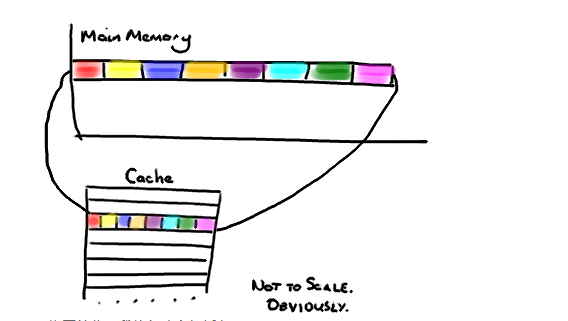 Main Memory
Cache
NOT TO SCALE.
OBVIOUSLY.